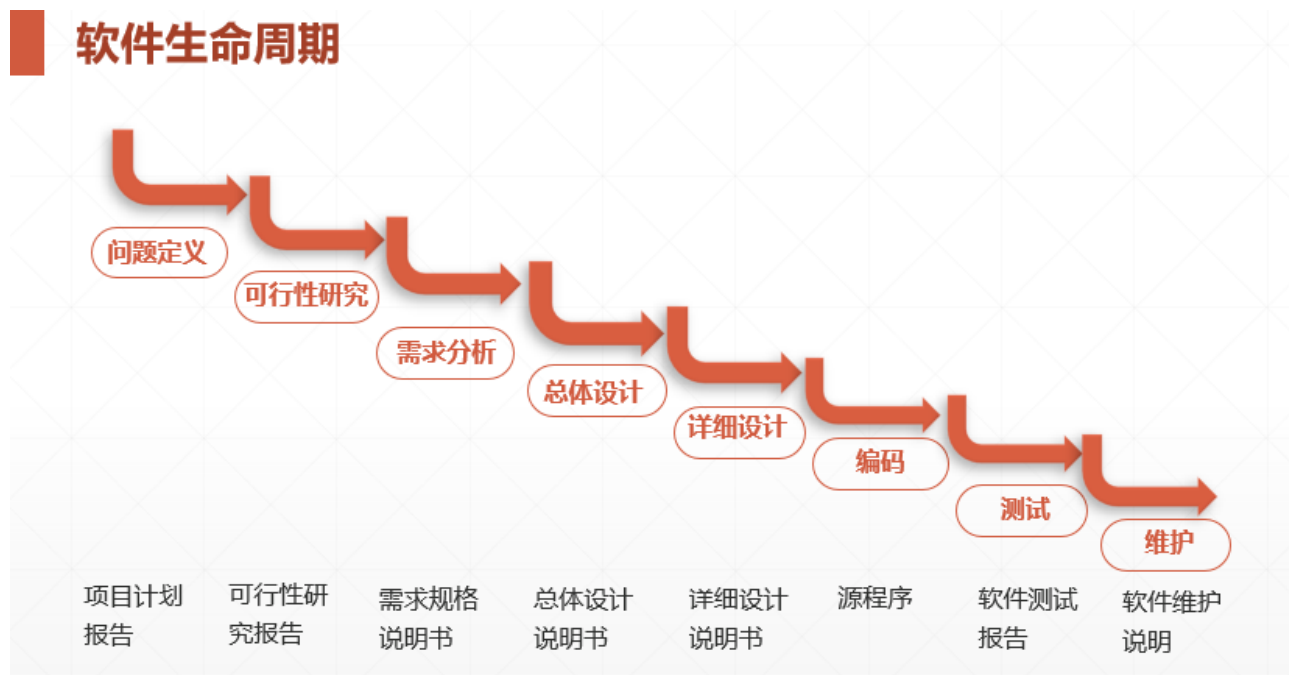 软件生命周期
问题定义
可行性研究
需求分析
总体设计
详细设计
编码
测试
维护
项目计划
报告
可行性研
究报告
需求规格
说明书
总体设计
说明书
详细设计
说明书
源程序
软件测试
报告
软件维护
说明